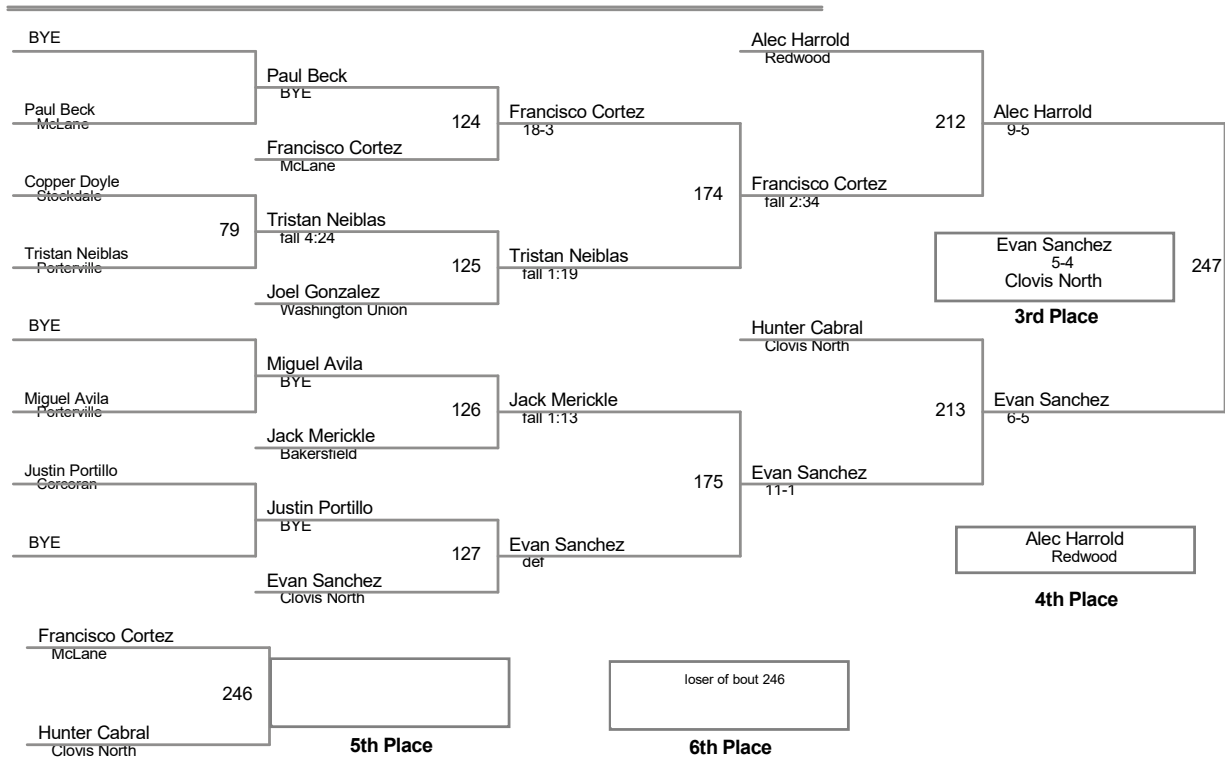 BYE
Paul Beck
McLane
Copper Doyle
Stockdale
Tristan Neiblas
Porterville
BYE
Miguel Avila
Porterville
Justin Portillo
Corcoran
BYE
Paul Beck
BYE
Francisco Cortez
McLane
79
Tristan Neiblas
fall 4:24
Joel Gonzalez
Washington Union
Miguel Avila
BYE
Jack Merickle
Bakersfield
Justin Portillo
BYE
Evan Sanchez
Clovis North
124
Francisco Cortez
18-3
125
Tristan Neiblas
fall 1:19
126
Jack Merickle
fall 1:13
127
Evan Sanchez
def
Alec Harrold
Redwood
174
Francisco Cortez
fall 2:34
Hunter Cabral
Clovis North
175
Evan Sanchez
11-1
212
Alec Harrold
9-5
213
Evan Sanchez
6-5
Evan Sanchez
5-4
Clovis North
247
3rd Place
Alec Harrold
Redwood
4th Place
Francisco Cortez
McLane
246
Hunter Cabral
Clovis North
5th Place
loser of bout 246
6th Place